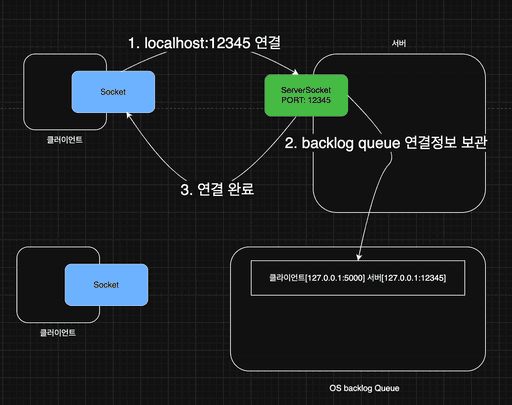 1. localhost:12345 연결
서버
Socket
ServerSocket
PORT: 12345
클러이언트
2. backlog queue 연결정보 보관
3. 연결 완료
Socket
클라이언트[127.0.0.1:5000] 서버[127.0.0.1:12345]
클러이언트
OS backlog Queue